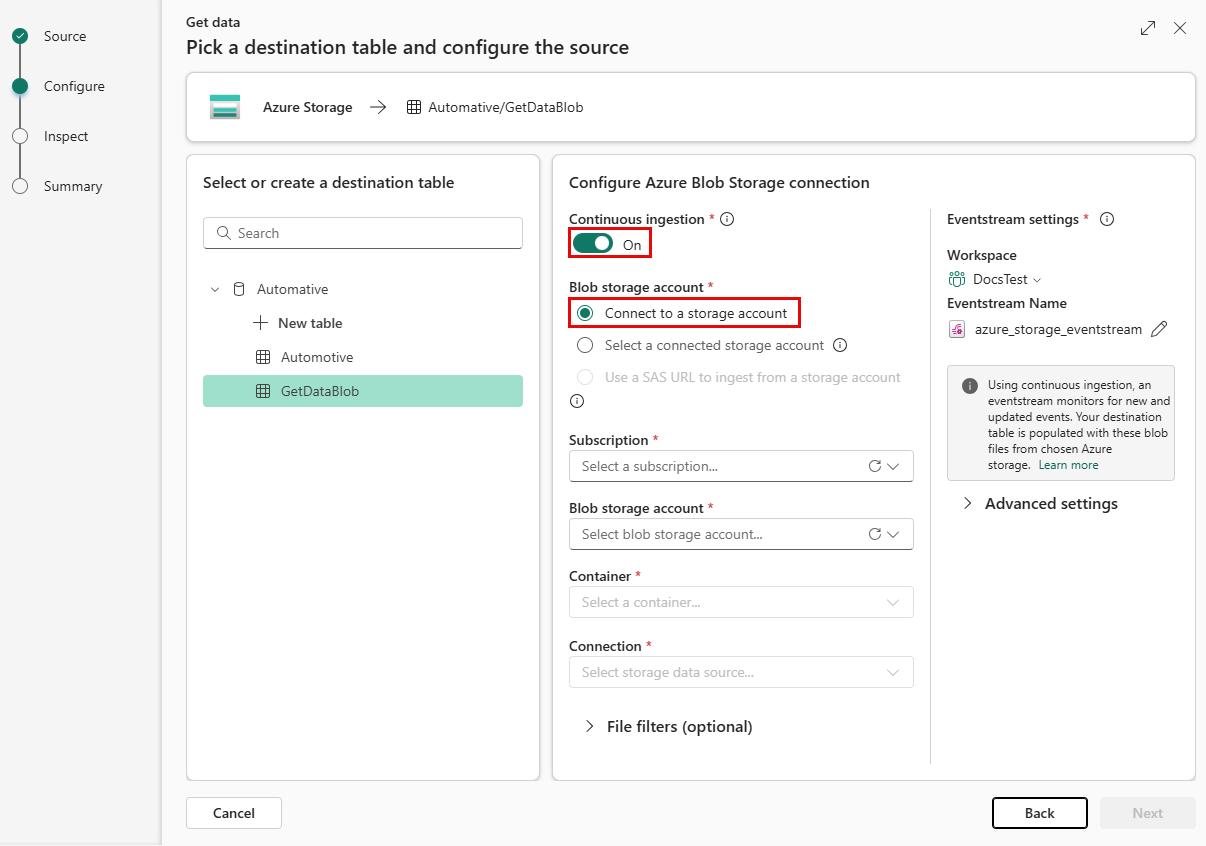 Source
Configure
Inspect
Summary
Get data
Pick a destination table and configure the source
Azure Storage
Automative/GetDataBlob
Select or create a destination table
Search
Automative
New table
Automotive
GetDataBlob
Configure Azure Blob Storage connection
Continuous ingestion *
On
Blob storage account *
Connect to a storage account
Select a connected storage account
Use a SAS URL to ingest from a storage account
Subscription *
Select a subscription...
Blob storage account *
Select blob storage account...
Container *
Select a container...
Connection *
Select storage data source...
File filters (optional)
Eventstream settings *
Workspace
DocsTest
Eventstream Name
azure_storage_eventstream
Using continuous ingestion, an
eventstream monitors for new and
updated events. Your destination
table is populated with these blob
files from chosen Azure
storage. Learn more
Advanced settings
Cancel
Back
Next